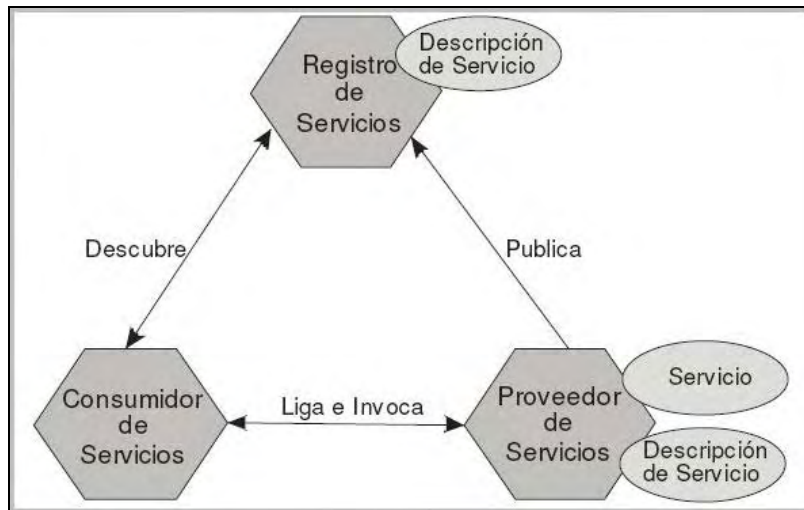 Registro
de
Servicios
Descripción
de Servicio
Descubre
Publica
Consumidor
de
Servicios
Liga e Invoca
Proveedor
de
Servicios
Servicio
Descripción
de Servicio